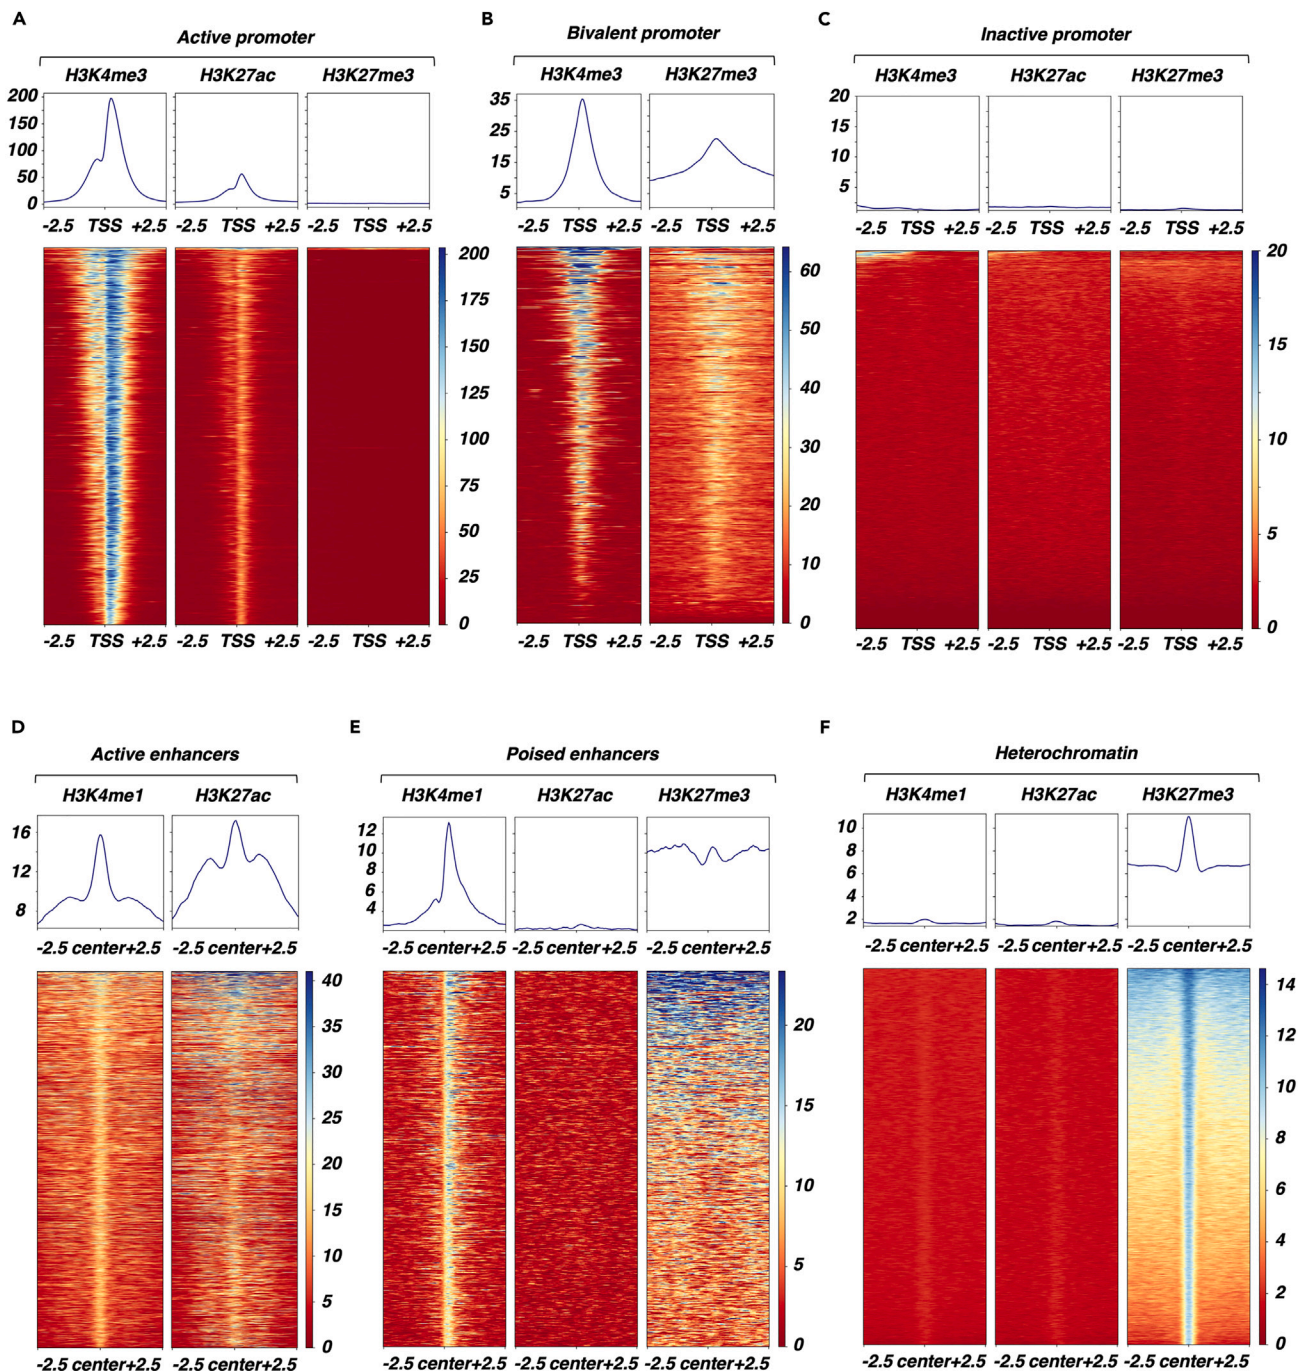 A
Active promoter
H3K4me3 H3K27ac H3K27me3
200
150
100
50
0
-2.5 TSS +2.5 -2.5 TSS +2.5 -2.5 TSS +2.5
200
175
150
125
100
75
50
25
0
-2.5 TSS +2.5 -2.5 TSS +2.5 -2.5 TSS +2.5
B
Bivalent promoter
H3K4me3 H3K27me3
35
25
15
5
-2.5 TSS +2.5 -2.5 TSS +2.5
60
50
40
30
20
10
0
-2.5 TSS +2.5 -2.5 TSS +2.5
C
Inactive promoter
H3K4me3 H3K27ac H3K27me3
20
15
10
5
-2.5 TSS +2.5 -2.5 TSS +2.5 -2.5 TSS +2.5
20
15
10
5
0
-2.5 TSS +2.5 -2.5 TSS +2.5 -2.5 TSS +2.5
D
Active enhancers
H3K4me1 H3K27ac
16
12
8
-2.5 center+2.5 -2.5 center+2.5
40
35
30
25
20
15
10
5
0
-2.5 center+2.5 -2.5 center+2.5
E
Poised enhancers
H3K4me1 H3K27ac H3K27me3
12
10
8
6
4
-2.5 center+2.5 -2.5 center+2.5 -2.5 center+2.5
20
15
10
5
0
-2.5 center+2.5 -2.5 center+2.5 -2.5 center+2.5
F
Heterochromatin
H3K4me1 H3K27ac H3K27me3
10
8
6
4
2
-2.5 center+2.5 -2.5 center+2.5 -2.5 center+2.5
14
12
10
8
6
4
2
0
-2.5 center+2.5 -2.5 center+2.5 -2.5 center+2.5